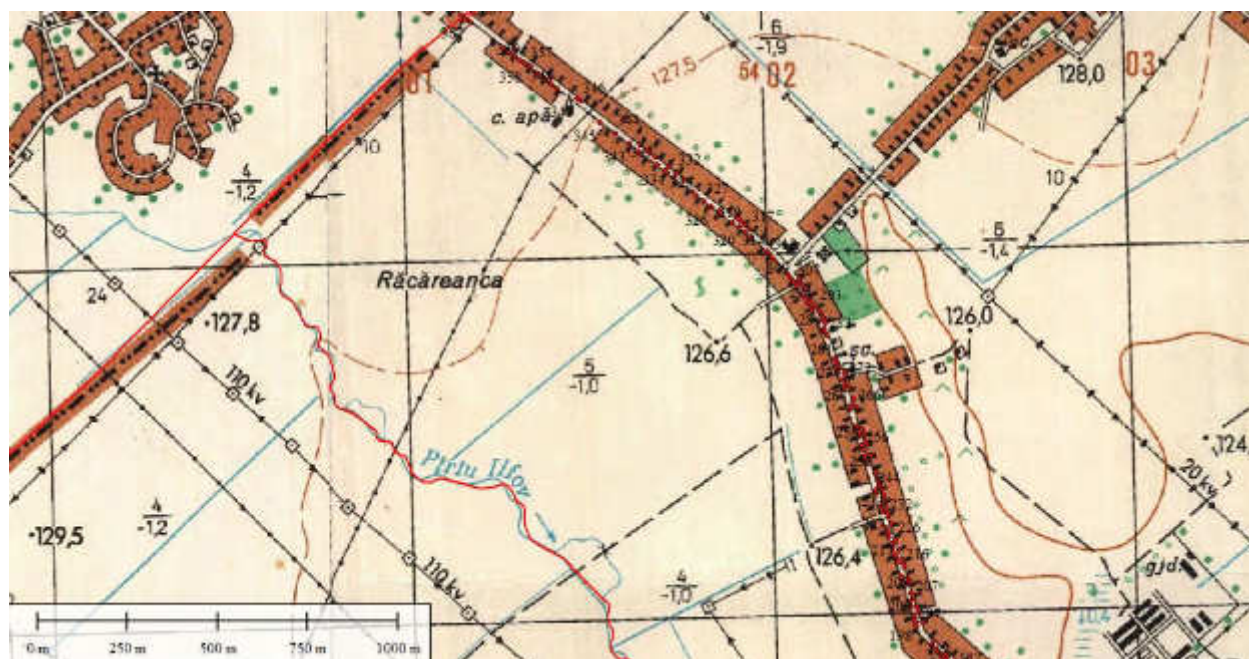 6
-1,9
127,5
54 02
128,0
03
01
c. apă
10
4
-1,2
10
6
-1,4
Răcăreanca
24
127,8
126,6
126,0
sc.
5
-1,0
110 kv
Pîrîu Ilfov
124,
20 kv
4
-1,2
129,5
126,4
110 kv
4
-1,0
11
gjd.
0 m
250 m
500 m
750 m
1000 m